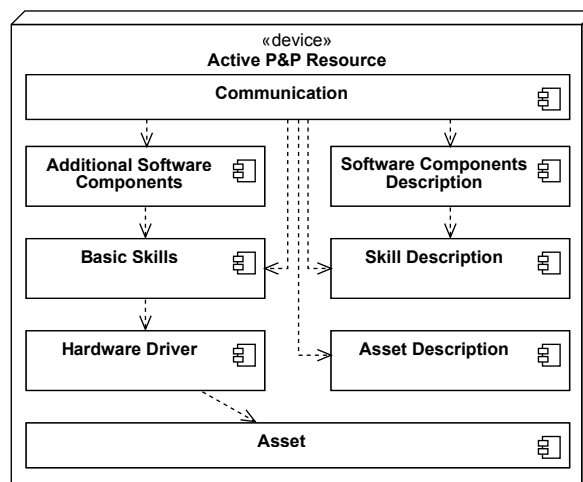 «device»
Active P&P Resource
Communication
Additional Software
Components
Software Components
Description
Basic Skills
Skill Description
Hardware Driver
Asset Description
Asset